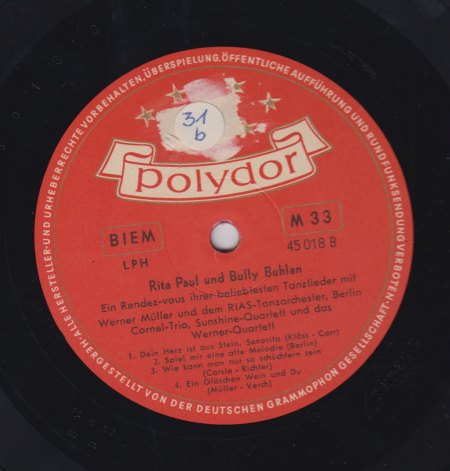 ALLE HERSTELLER- UND URHEBERRECHTE VORBEHALTEN, ÜBERSPIELUNG, ÖFFENTLICHE AUFFÜHRUNG UND RUNDFUNKSENDUNG VERBOTEN.
31
b
Polydor
BIEM
LPH
M 33
45 018 B
Rita Paul und Bully Buhlan
Ein Rendez-vous ihrer beliebtesten Tanzlieder mit
Werner Müller und dem RIAS-Tanzorchester, Berlin
Cornel-Trio, Sunshine-Quartett und das
Werner-Quartett
1. Dein Herz ist aus Stein, Senorita (Klöss - Carr)
2. Spiel mir eine alte Melodie (Berlin)
3. Wie kann man nur so schüchtern sein
(Carste - Richter)
4. Ein Gläschen Wein und Du
(Müller - Verch)
HERGESTELLT VON DER DEUTSCHEN GRAMMOPHON GESELLSCHAFT